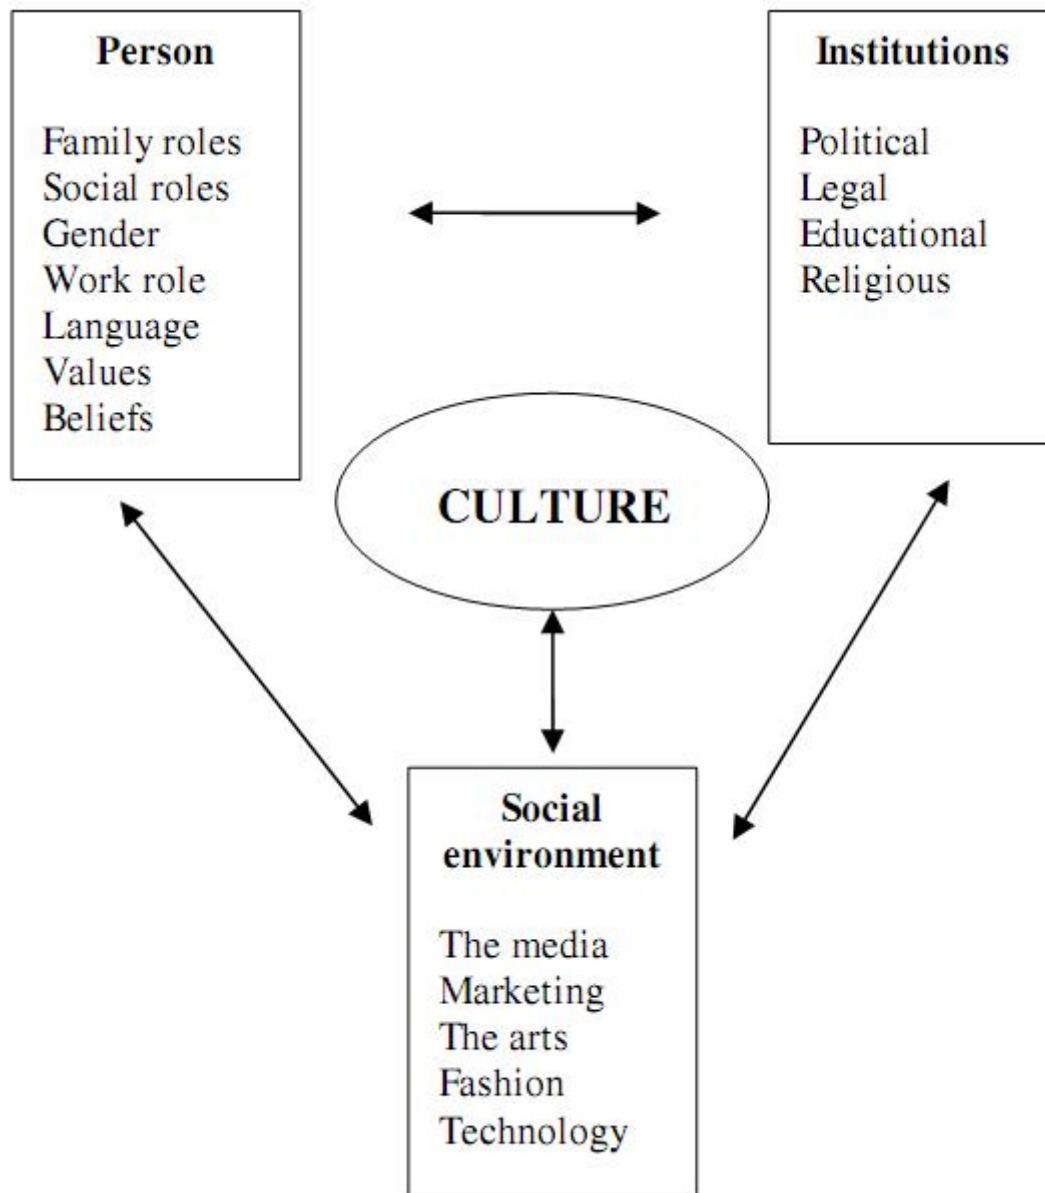 Person
Family roles
Social roles
Gender
Work role
Language
Values
Beliefs
Institutions
Political
Legal
Educational
Religious
CULTURE
Social
environment
The media
Marketing
The arts
Fashion
Technology